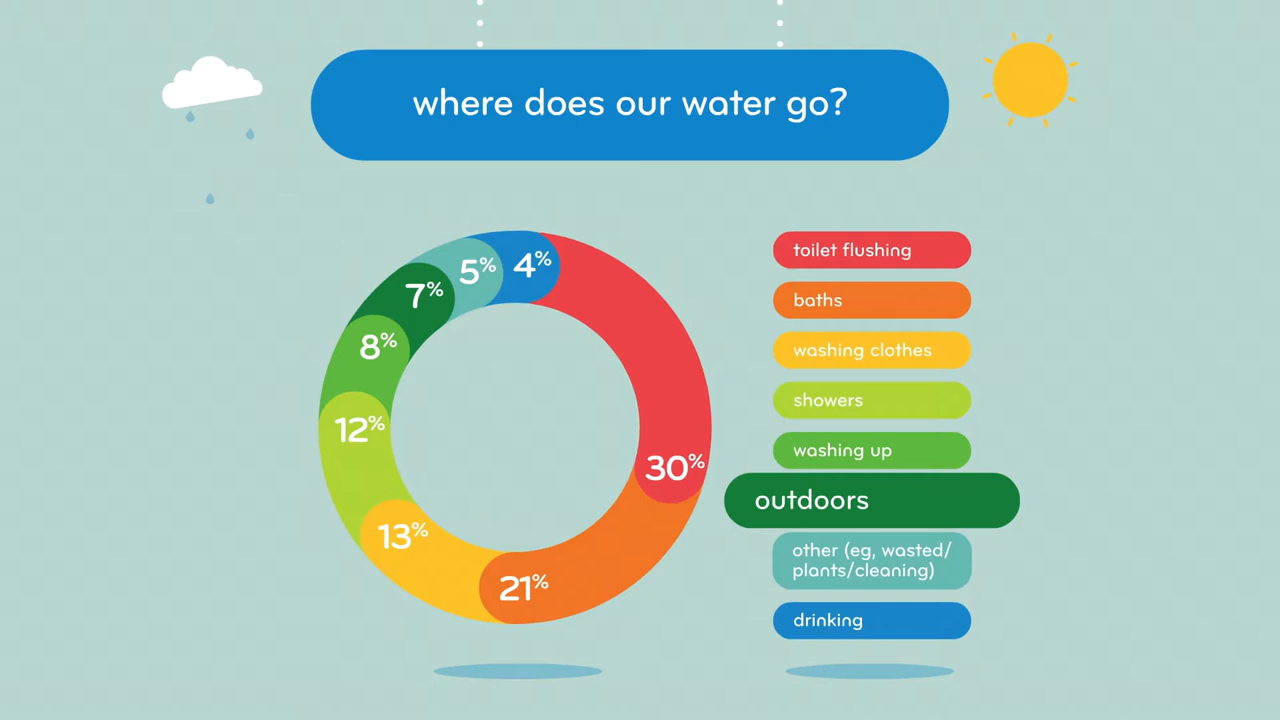 where does our water go?
4%
5%
7%
8%
12%
13%
21%
30%
toilet flushing
baths
washing clothes
showers
washing up
outdoors
other (eg, wasted/
plants/cleaning)
drinking